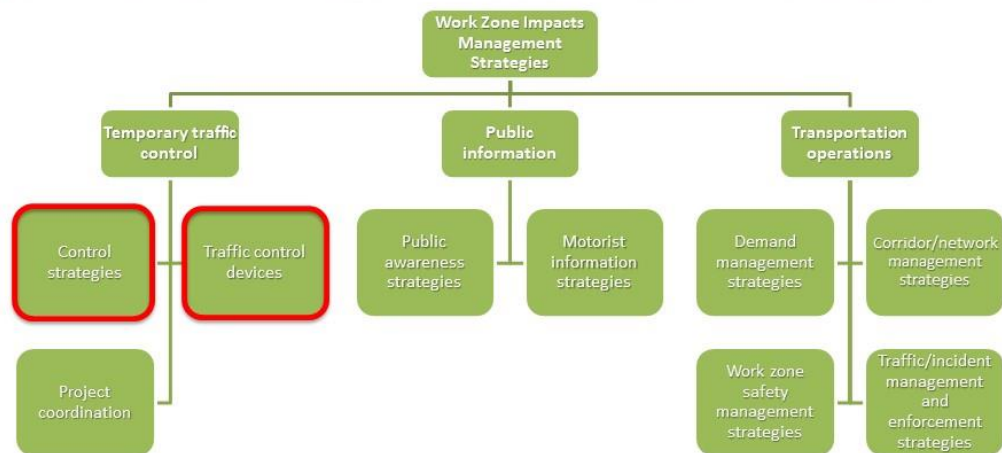 Work Zone Impacts
Management
Strategies
Temporary traffic
control
Public
information
Transportation
operations
Control
strategies
Traffic control
devices
Public
awareness
strategies
Motorist
information
strategies
Demand
management
strategies
Corridor/network
management
strategies
Project
coordination
Work zone
safety
management
strategies
Traffic/incident
management
and
enforcement
strategies